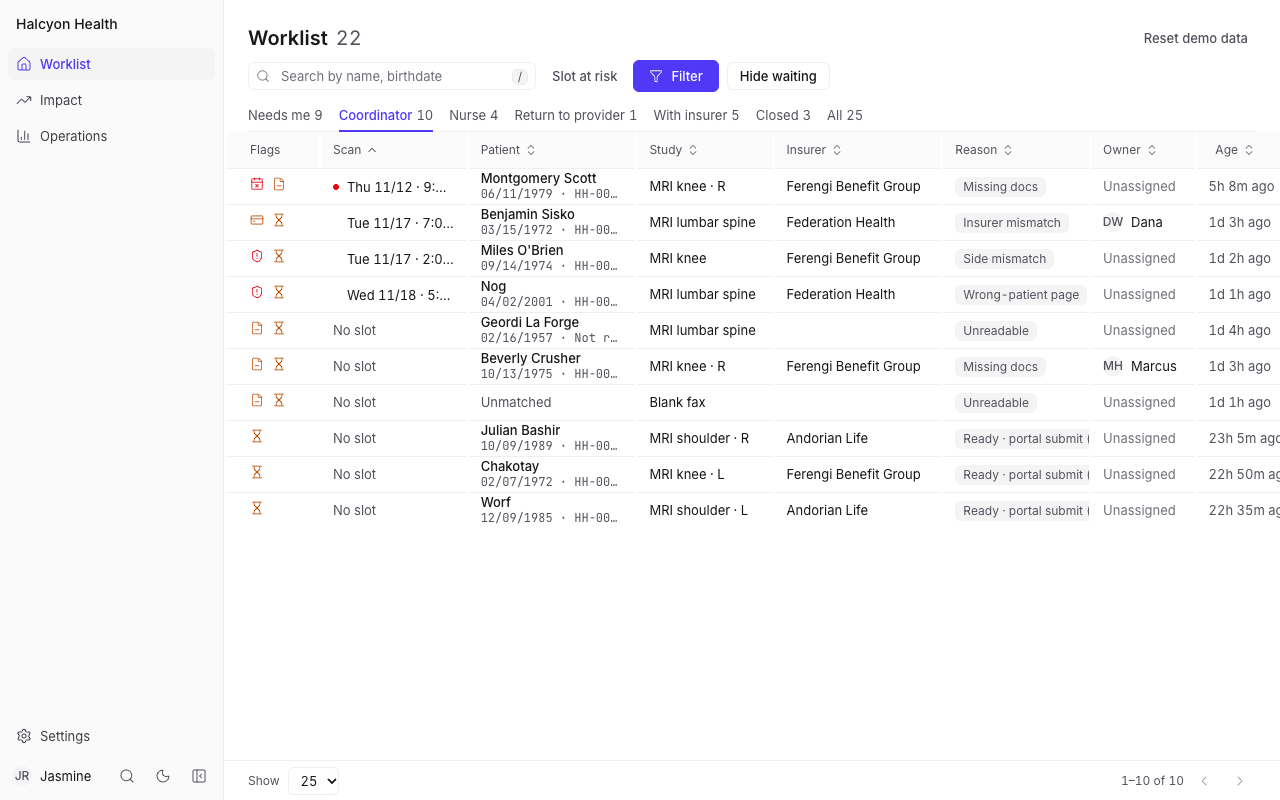 Halcyon Health
Worklist
Impact
Operations
Settings
JR Jasmine
Worklist 22
Reset demo data
Search by name, birthdate /
Slot at risk
Filter
Hide waiting
Needs me 9 Coordinator 10 Nurse 4 Return to provider 1 With insurer 5 Closed 3 All 25
Flags Scan Patient Study Insurer Reason Owner Age
Thu 11/12 · 9:… Montgomery Scott MRI knee · R Ferengi Benefit Group Missing docs Unassigned 5h 8m ago
06/11/1979 · HH-00…
Tue 11/17 · 7:0… Benjamin Sisko MRI lumbar spine Federation Health Insurer mismatch DW Dana 1d 3h ago
03/15/1972 · HH-00…
Tue 11/17 · 2:0… Miles O'Brien MRI knee Ferengi Benefit Group Side mismatch Unassigned 1d 2h ago
09/14/1974 · HH-00…
Wed 11/18 · 5:… Nog MRI lumbar spine Federation Health Wrong-patient page Unassigned 1d 1h ago
04/02/2001 · HH-00…
No slot Geordi La Forge MRI lumbar spine Unreadable Unassigned 1d 4h ago
02/16/1957 · Not r…
No slot Beverly Crusher MRI knee · R Ferengi Benefit Group Missing docs MH Marcus 1d 3h ago
10/13/1975 · HH-00…
No slot Unmatched Blank fax Unreadable Unassigned 1d 1h ago
No slot Julian Bashir MRI shoulder · R Andorian Life Ready · portal submit ( Unassigned 23h 5m ago
10/09/1989 · HH-00…
No slot Chakotay MRI knee · L Ferengi Benefit Group Ready · portal submit ( Unassigned 22h 50m ag
02/07/1972 · HH-00…
No slot Worf MRI shoulder · L Andorian Life Ready · portal submit ( Unassigned 22h 35m ag
12/09/1985 · HH-00…
Show 25
1–10 of 10